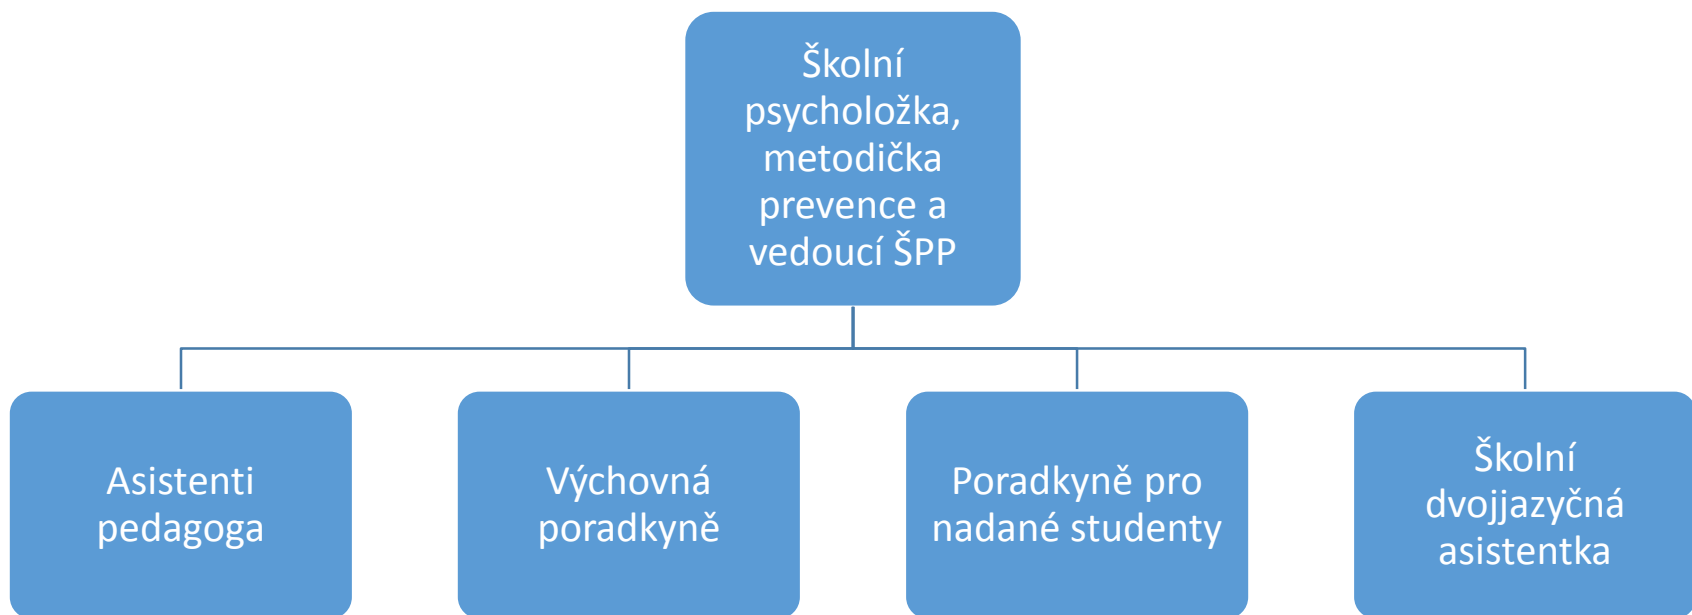 Školní
psycholožka,
metodička
prevence a
vedoucí ŠPP
Asistenti
pedagoga
Výchovná
poradkyně
Poradkyně pro
nadané studenty
Školní
dvojjazyčná
asistentka